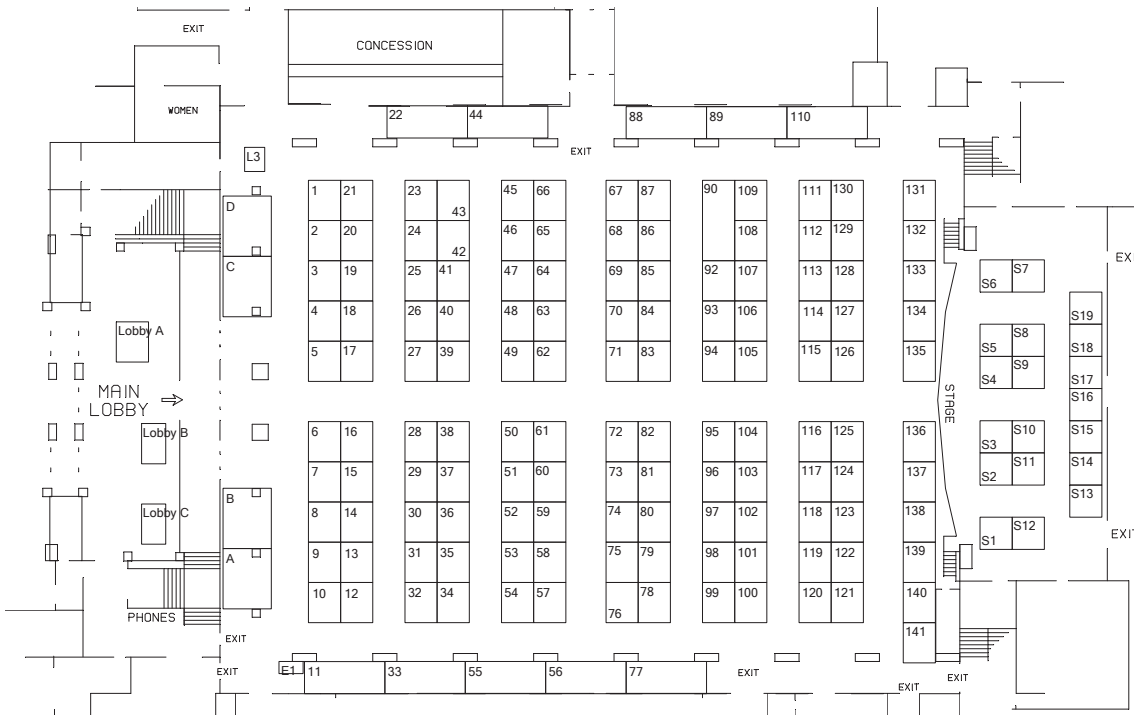 EXIT
CONCESSION
WOMEN
22 44 88 89 110
EXIT
L3
1 21 23 45 66 67 87 90 109 111 130 131
D
43
2 20 24 46 65 68 86 108 112 129 132
42
C
3 19 25 41 47 64 69 85 92 107 113 128 133
S6 S7
EXI
4 18 26 40 48 63 70 84 93 106 114 127 134
S19
Lobby A
5 17 27 39 49 62 71 83 94 105 115 126 135
S5 S8 S18
S4 S9 S17
MAIN
LOBBY
STAGE
S16
6 16 28 38 50 61 72 82 95 104 116 125 136
Lobby B
S3 S10 S15
7 15 29 37 51 60 73 81 96 103 117 124 137
S2 S11 S14
B
S13
8 14 30 36 52 59 74 80 97 102 118 123 138
Lobby C
S1 S12
EXIT
A
9 13 31 35 53 58 75 79 98 101 119 122 139
10 12 32 34 54 57 78 99 100 120 121 140
76
PHONES
141
EXIT
EXIT
E1 11 33 55 56 77
EXIT
EXIT
EXIT